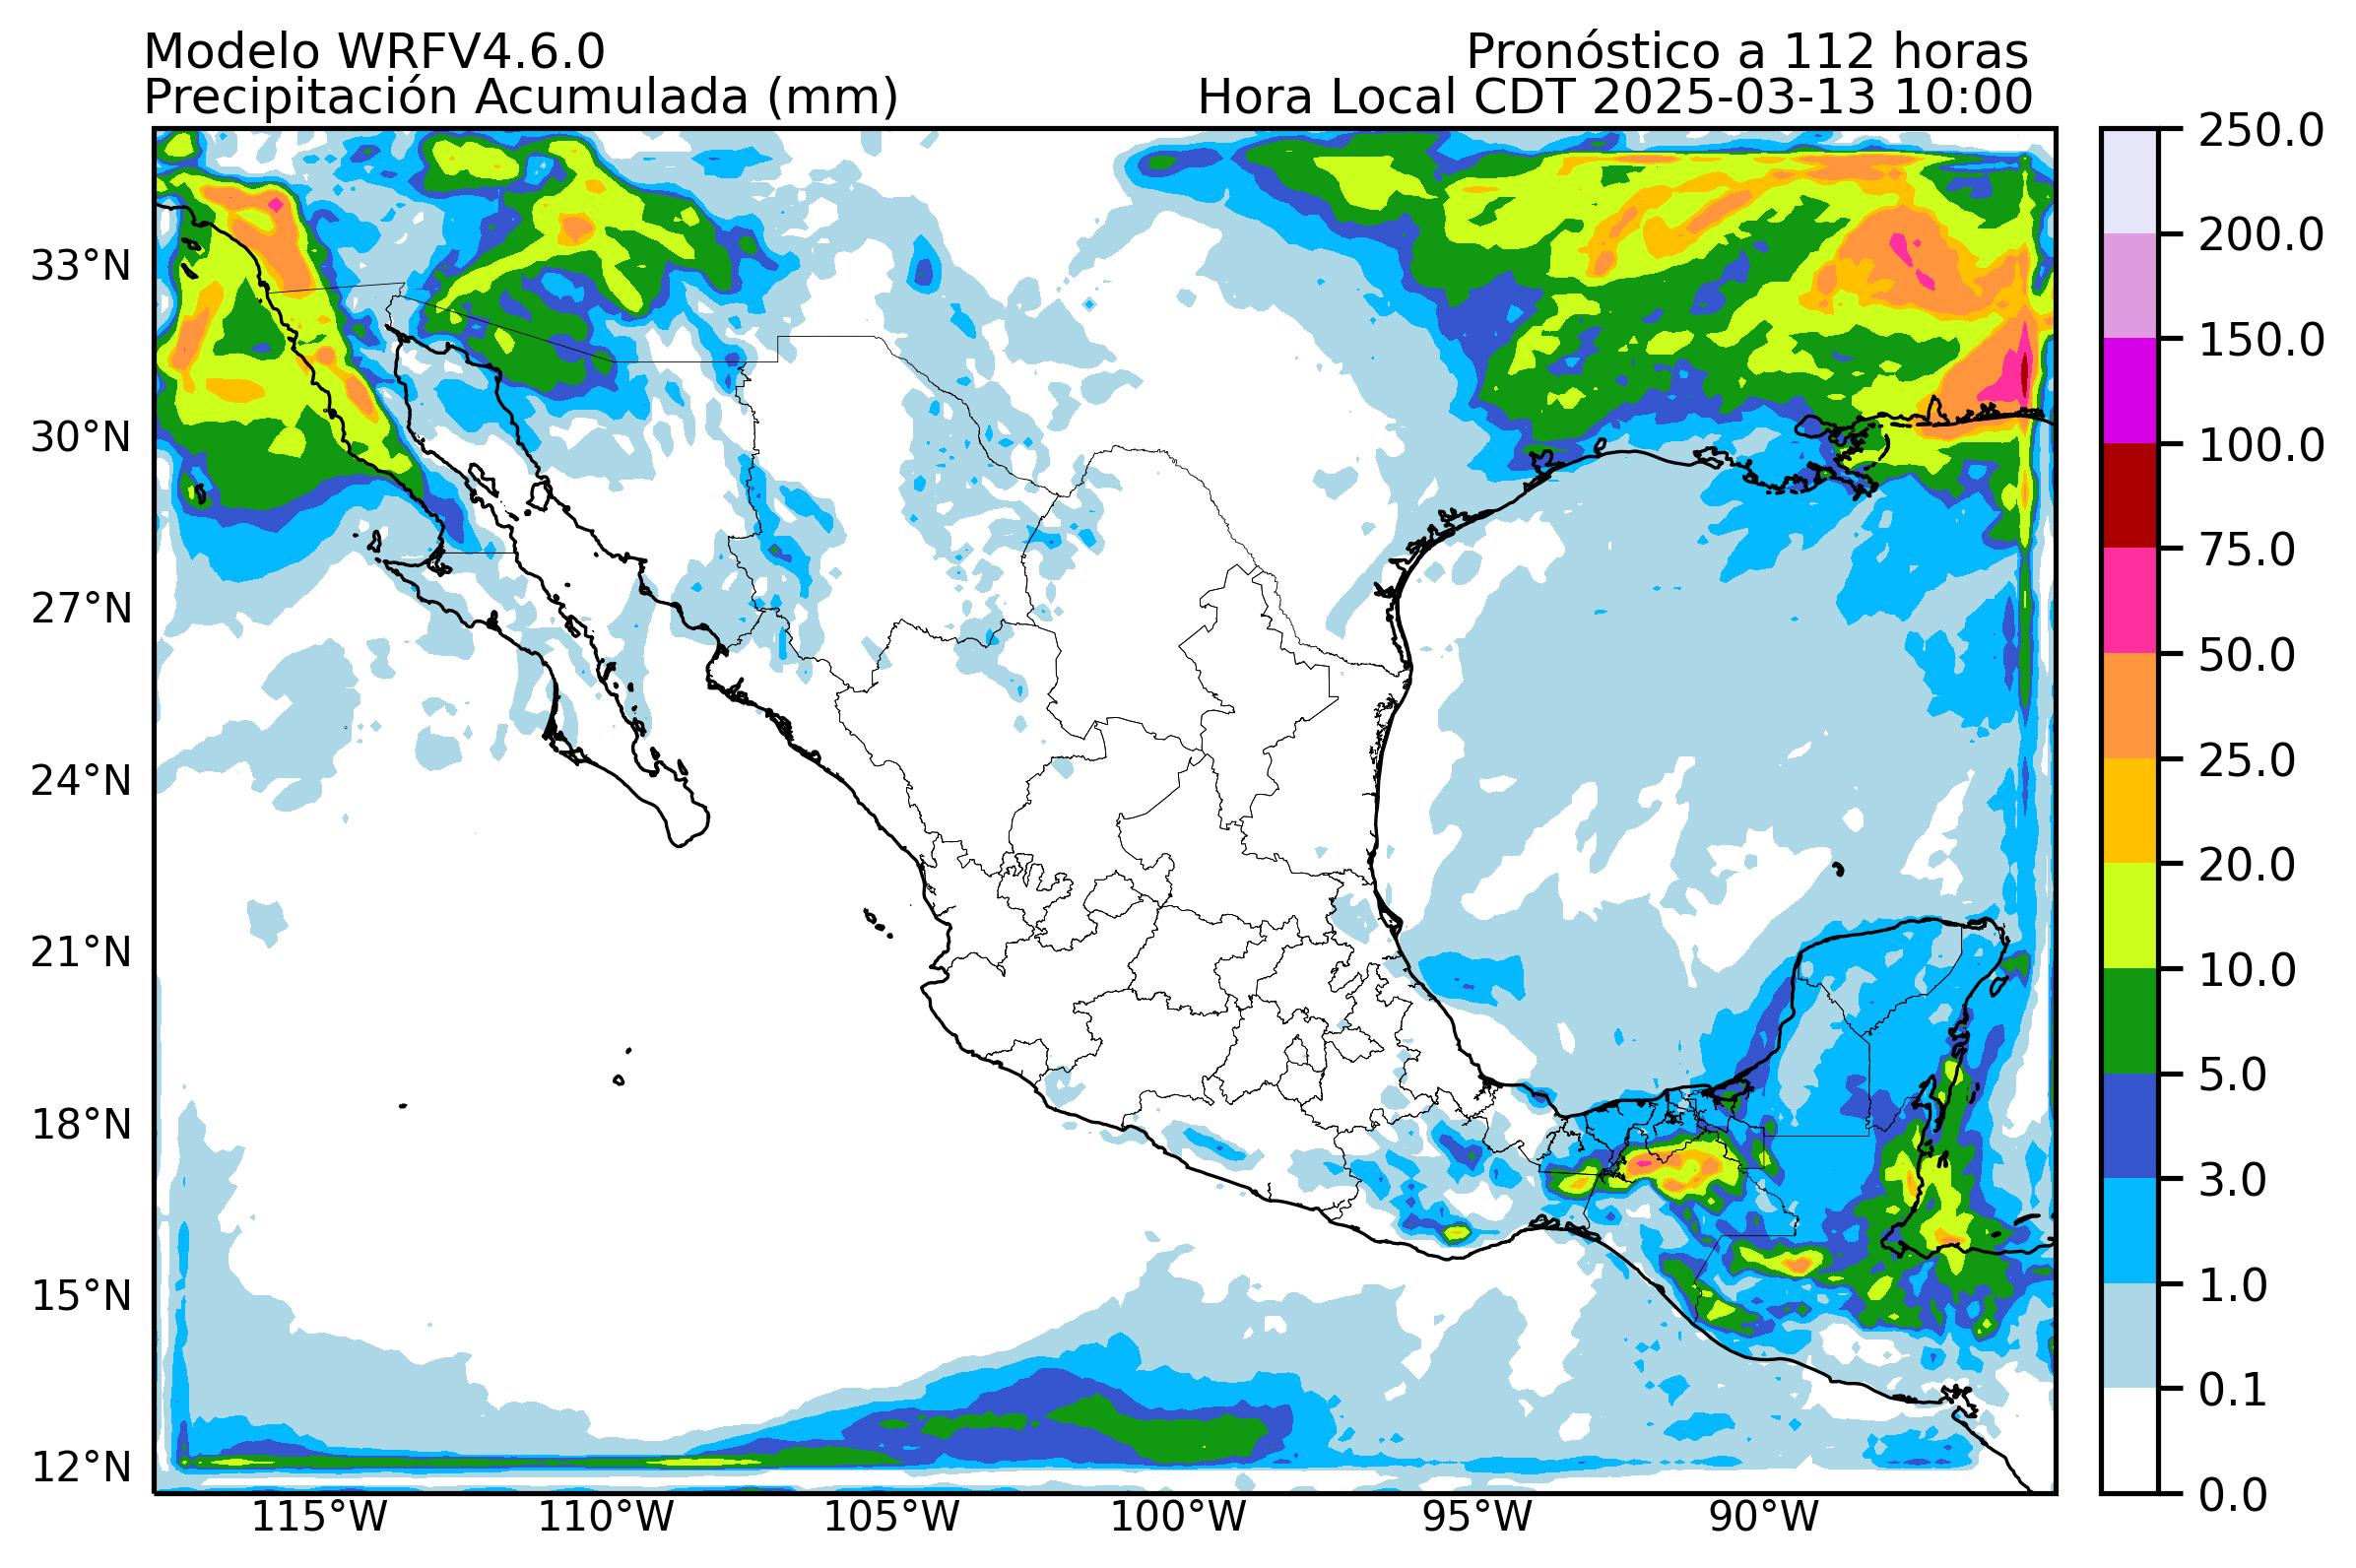 Modelo WRFV4.6.0
Pronóstico a 112 horas
Precipitación Acumulada (mm)
Hora Local CDT 2025-03-13 10:00
33°N
30°N
27°N
24°N
21°N
18°N
15°N
12°N
115°W
110°W
105°W
100°W
95°W
90°W
250.0
200.0
150.0
100.0
75.0
50.0
25.0
20.0
10.0
5.0
3.0
1.0
0.1
0.0